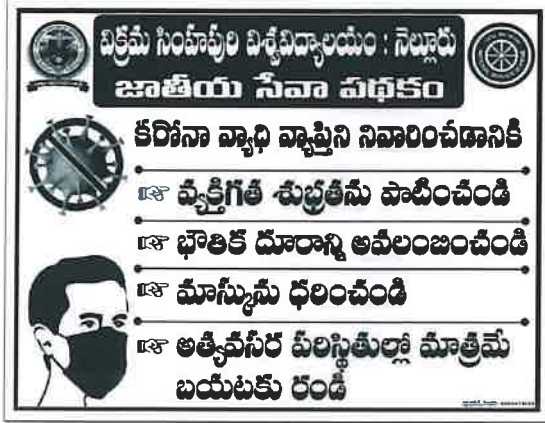 విక్రమ సింహపురి విశ్వవిద్యాలయం : నెల్లూరు
జాతీయ సేవా పథకం
కరోనా వ్యాధి వ్యాప్తిని నివారించడానికి
☞ వ్యక్తిగత శుభ్రతను పాటించండి
☞ భౌతిక దూరాన్ని అవలంబించండి
☞ మాస్కును ధరించండి
☞ అత్యవసర పరిస్థితుల్లో మాత్రమే
బయటకు రండి